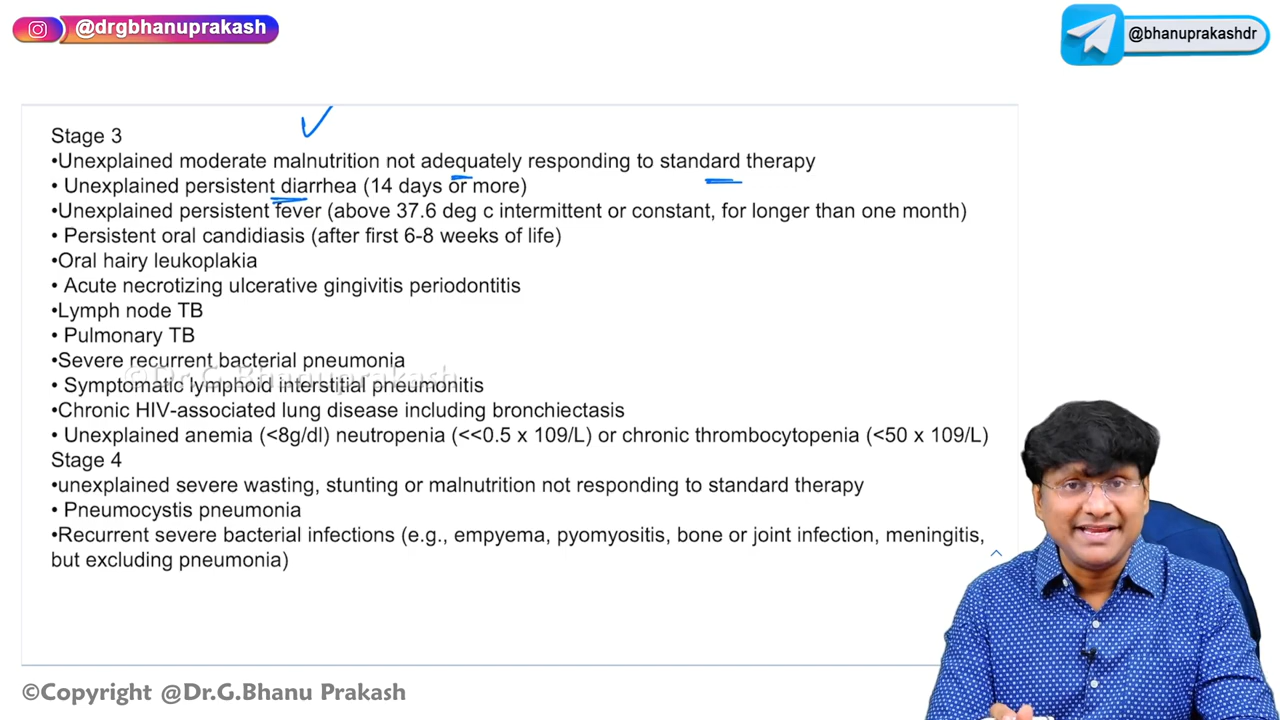 @drgbhanuprakash
@bhanuprakashdr
Stage 3
•Unexplained moderate malnutrition not adequately responding to standard therapy
• Unexplained persistent diarrhea (14 days or more)
•Unexplained persistent fever (above 37.6 deg c intermittent or constant, for longer than one month)
• Persistent oral candidiasis (after first 6-8 weeks of life)
•Oral hairy leukoplakia
• Acute necrotizing ulcerative gingivitis periodontitis
•Lymph node TB
• Pulmonary TB
•Severe recurrent bacterial pneumonia
©Dr.G.Bhanuprakash
• Symptomatic lymphoid interstitial pneumonitis
•Chronic HIV-associated lung disease including bronchiectasis
• Unexplained anemia (<8g/dl) neutropenia (<<0.5 x 109/L) or chronic thrombocytopenia (<50 x 109/L)
Stage 4
•unexplained severe wasting, stunting or malnutrition not responding to standard therapy
• Pneumocystis pneumonia
•Recurrent severe bacterial infections (e.g., empyema, pyomyositis, bone or joint infection, meningitis,
but excluding pneumonia)
©Copyright @Dr.G.Bhanu Prakash